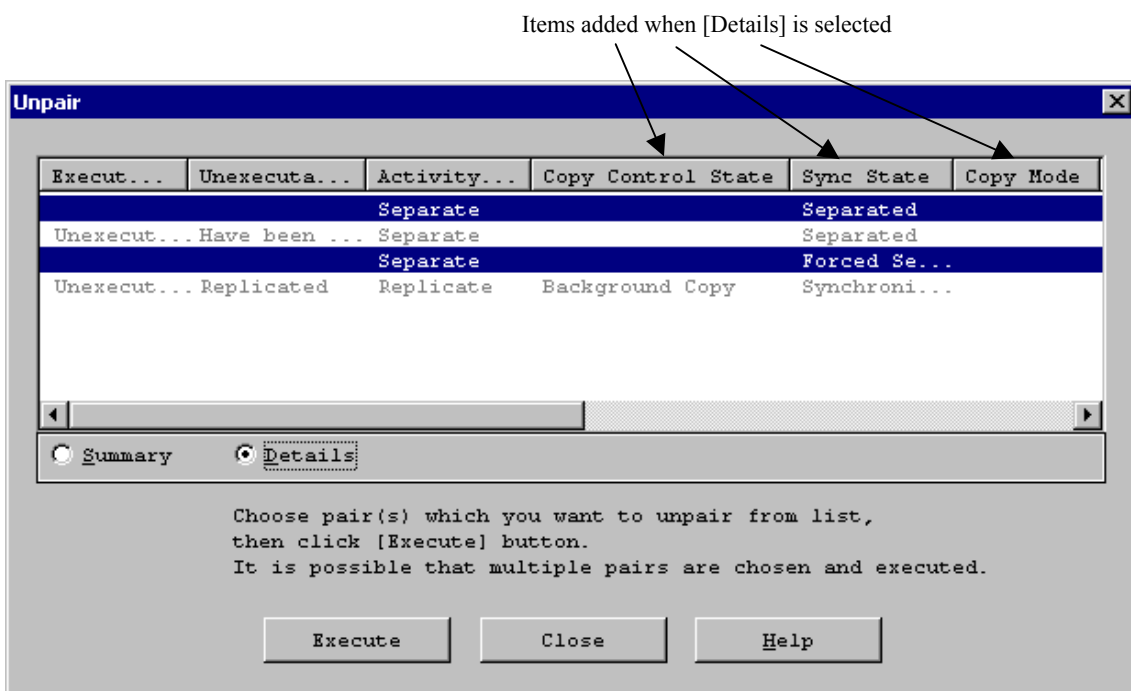 Items added when [Details] is selected
Unpair
Execut... Unexecuta... Activity... Copy Control State Sync State Copy Mode
Separate Separated
Unexecut... Have been ... Separate Separated
Separate Forced Se...
Unexecut... Replicated Replicate Background Copy Synchroni...
Summary Details
Choose pair(s) which you want to unpair from list,
then click [Execute] button.
It is possible that multiple pairs are chosen and executed.
Execute Close Help